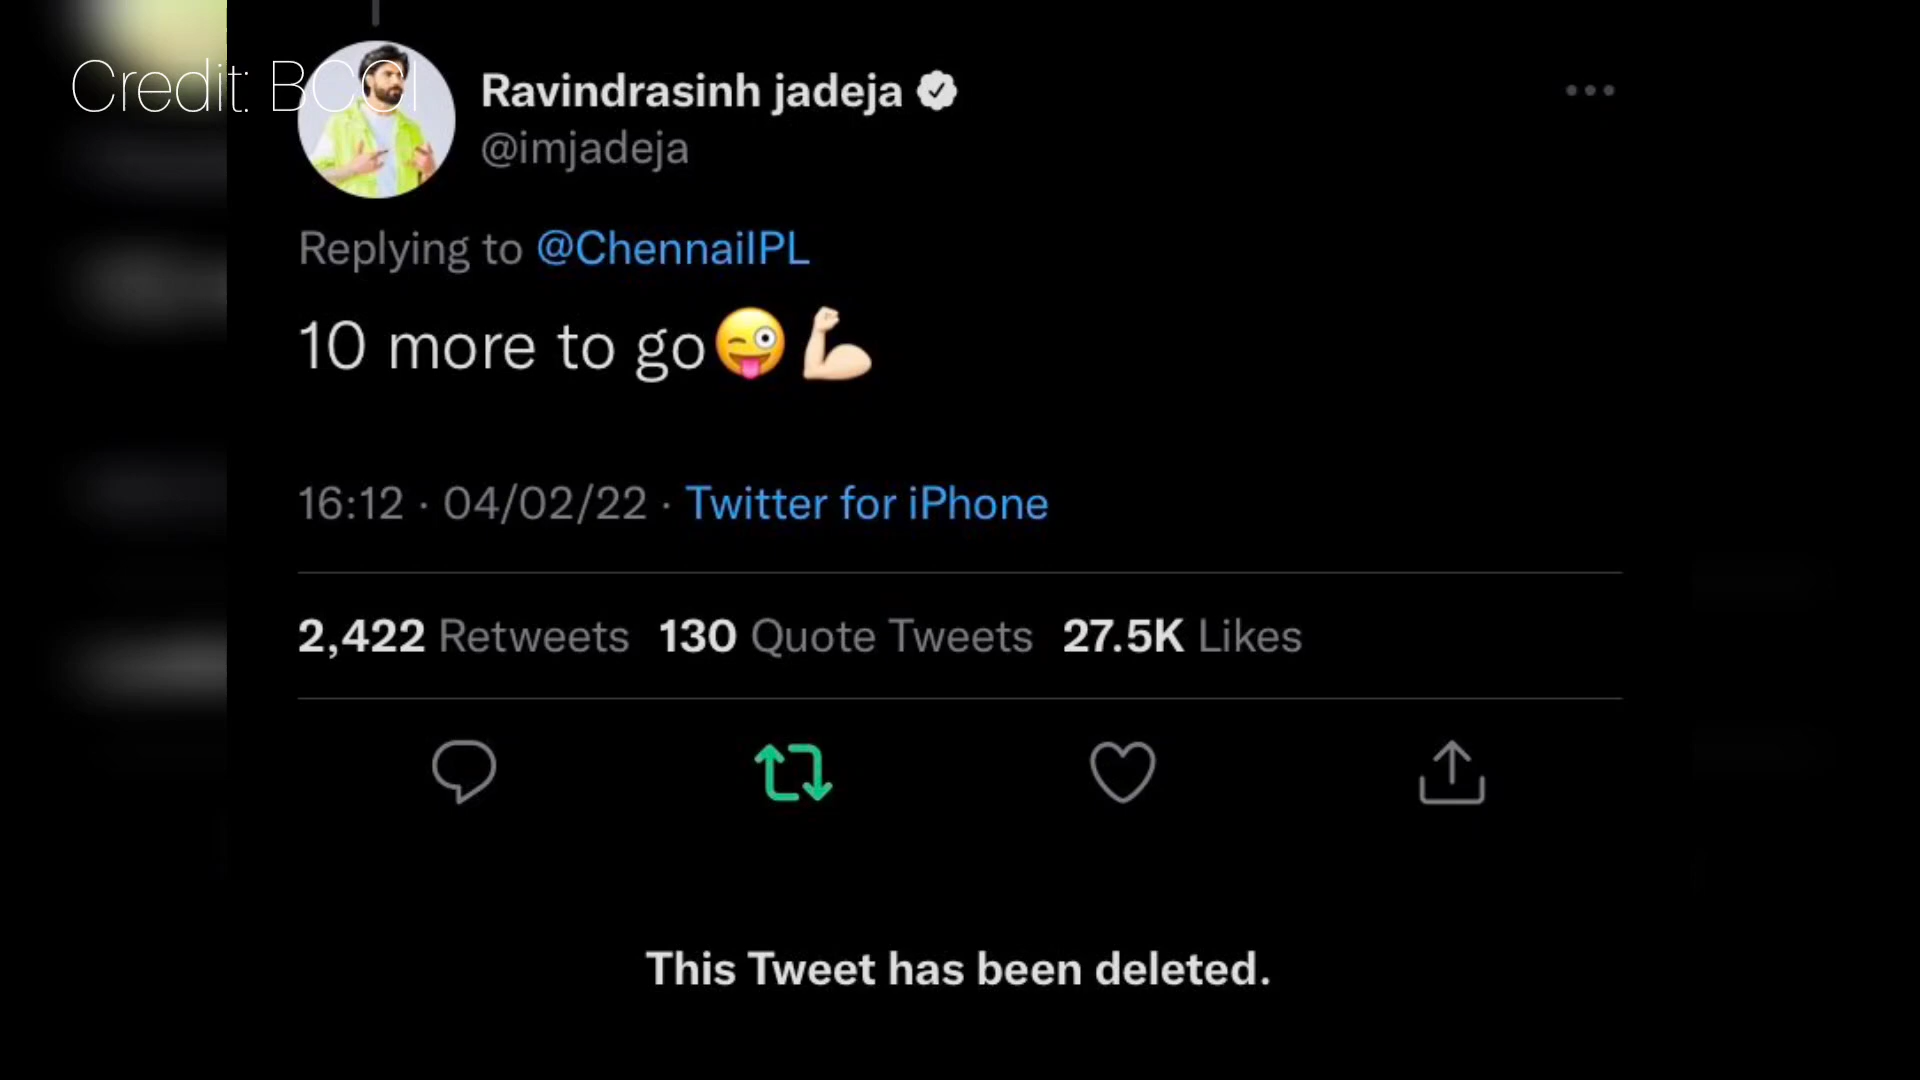 Credit: BCCI
Ravindrasinh jadeja
@imjadeja
Replying to @ChennaiIPL
10 more to go😜💪🏻
16:12 · 04/02/22 · Twitter for iPhone
2,422 Retweets 130 Quote Tweets 27.5K Likes
This Tweet has been deleted.